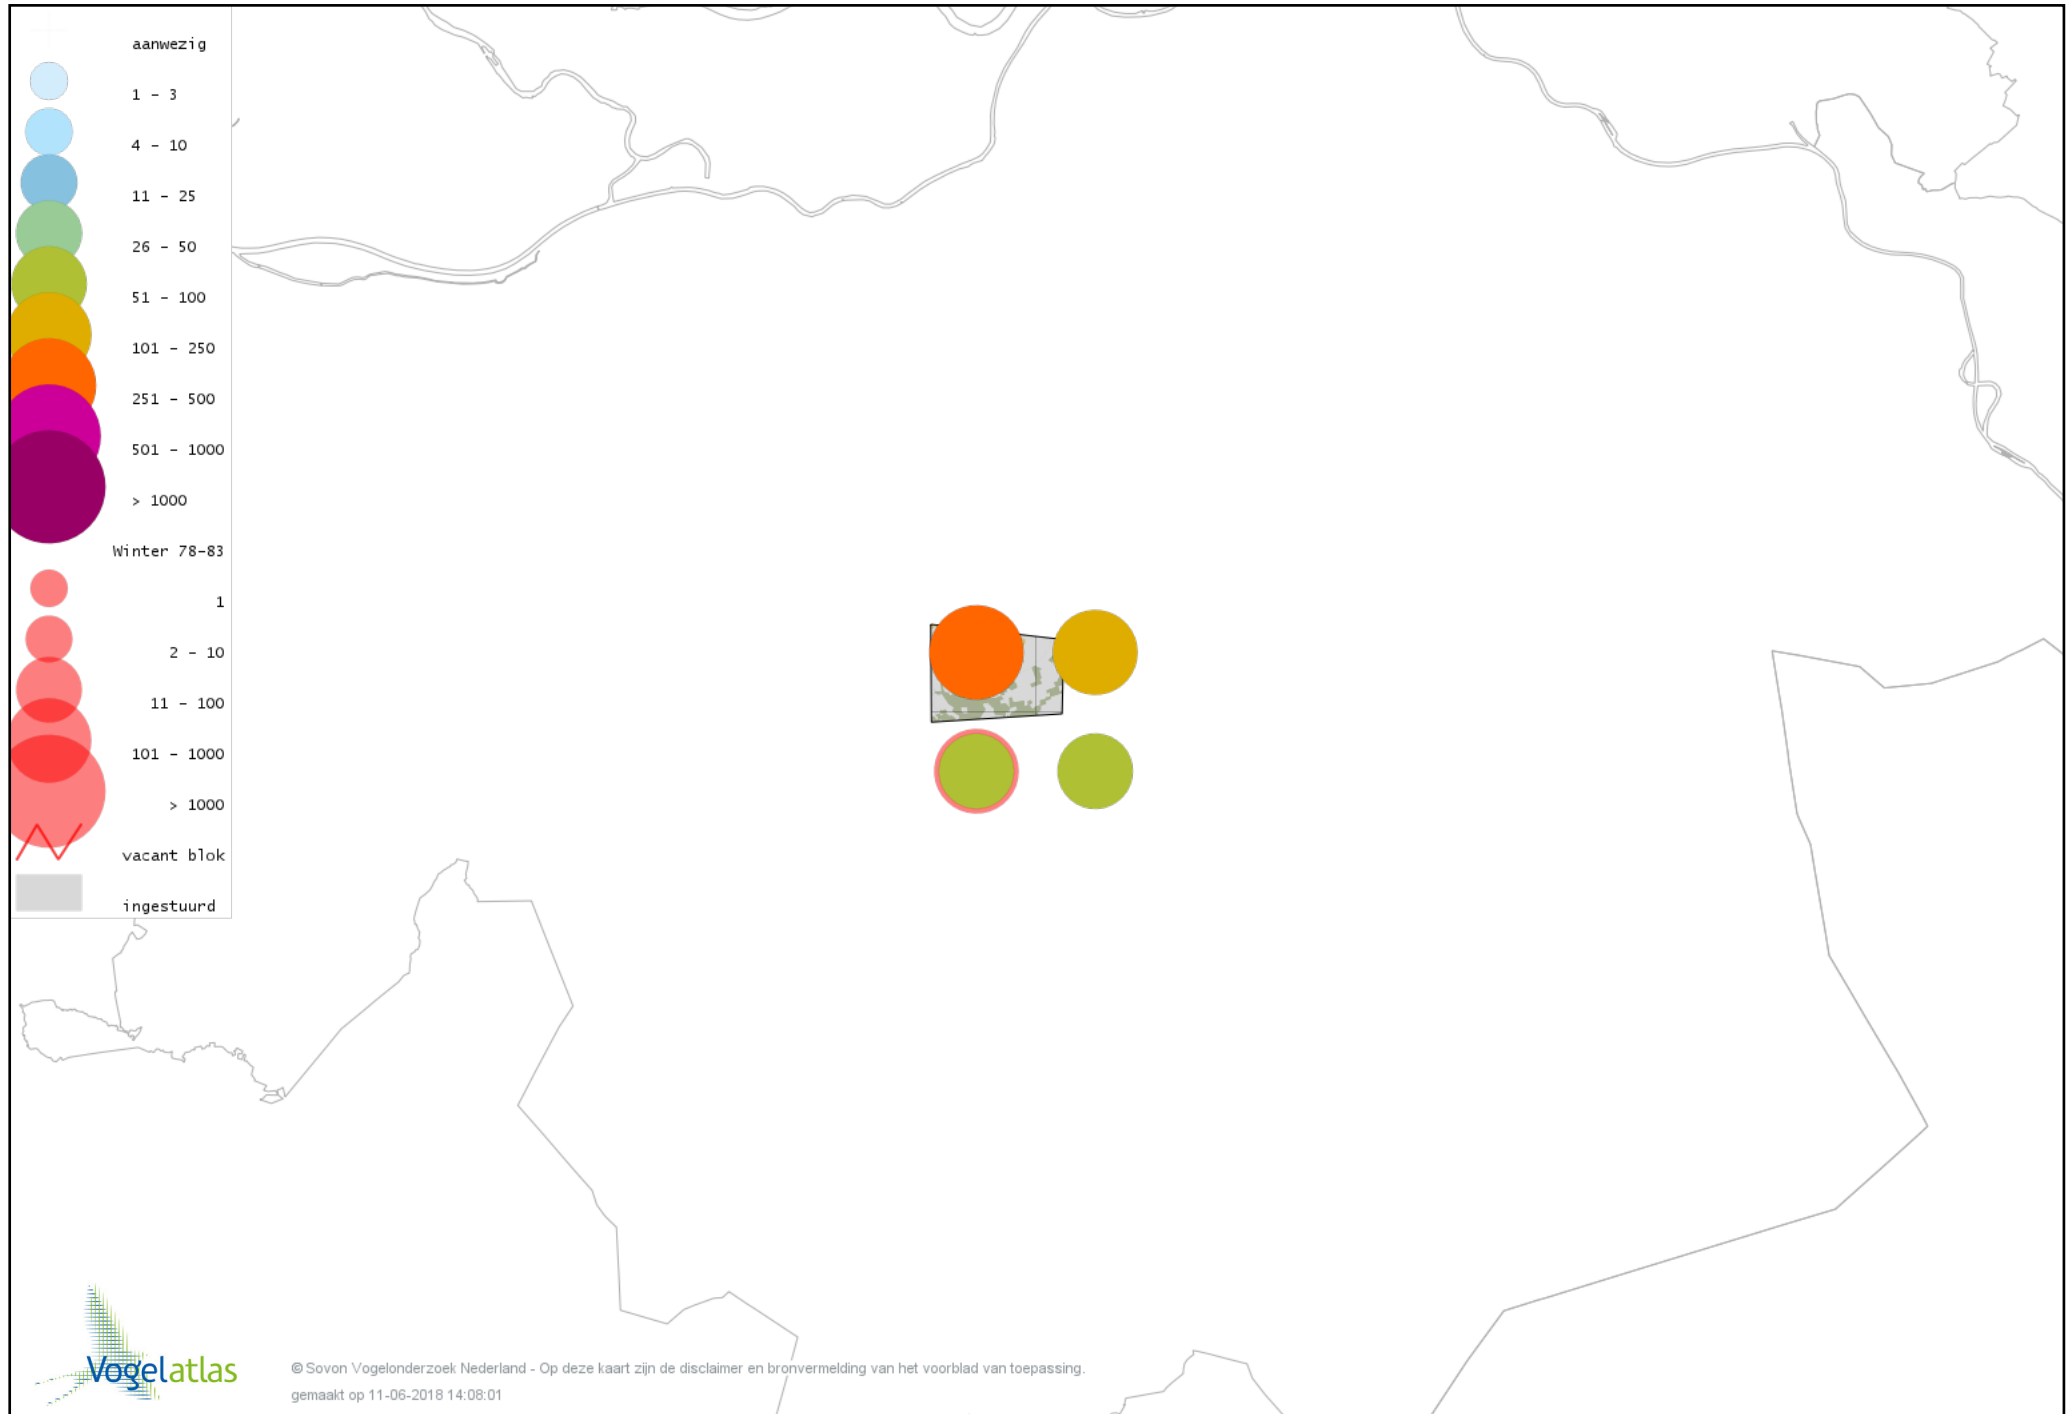 aanwezig
1 - 3
4 - 10
11 - 25
26 - 50
51 - 100
101 - 250
251 - 500
501 - 1000
> 1000
Winter 78-83
1
2 - 10
11 - 100
101 - 1000
> 1000
vacant blok
ingestuurd
Vogelatlas
© Sovon Vogelonderzoek Nederland - Op deze kaart zijn de disclaimer en bronvermelding van het voorblad van toepassing.
gemaakt op 11-06-2018 14:08:01